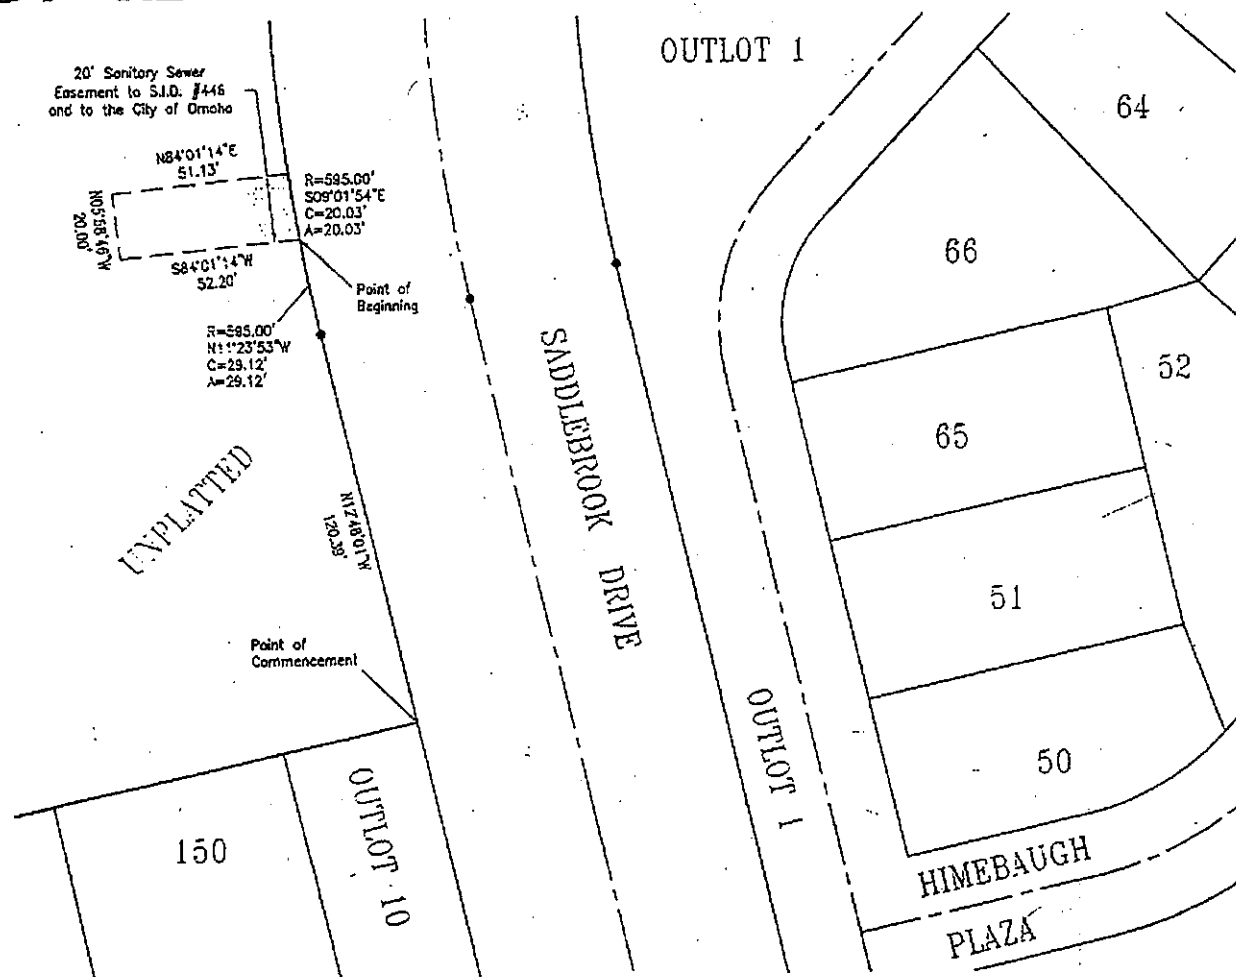 OUTLOT 1
20' Sanitary Sewer
Easement to S.I.D. #446
and to the City of Omaha
64
N84°01'14"E
51.13'
R=595.00'
S09°01'54"E
C=20.03'
A=20.03'
N05°58'46"W
20.00'
S84°01'14"W
52.20'
66
Point of
Beginning
R=595.00'
N11°23'53"W
C=29.12'
A=29.12'
SADDLEBROOK DRIVE
52
65
UNPLATTED
N12°48'01"W
120.39'
51
Point of
Commencement
OUTLOT 1
50
OUTLOT 10
150
HIMEBAUGH
PLAZA